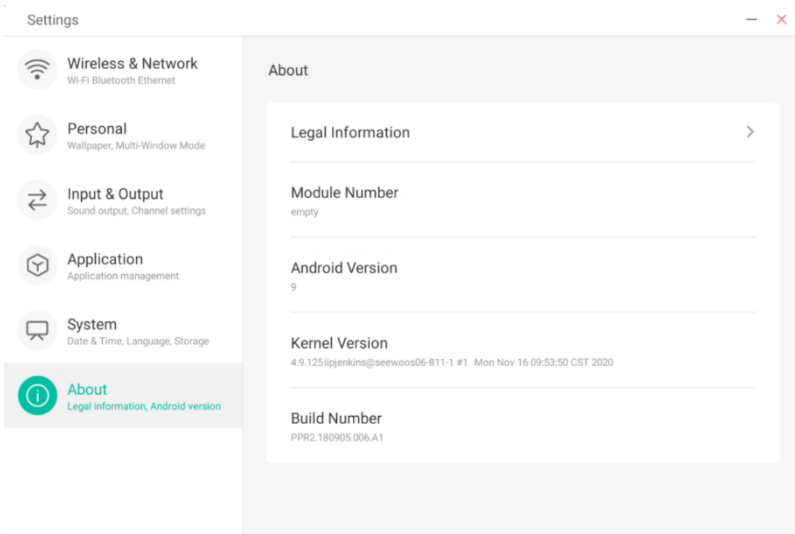 Settings
Wireless & Network
Wi-Fi Bluetooth Ethernet
Personal
Wallpaper, Multi-Window Mode
Input & Output
Sound output, Channel settings
Application
Application management
System
Date & Time, Language, Storage
About
Legal information, Android version
About
Legal Information
Module Number
empty
Android Version
9
Kernel Version
4.9.125iipjenkins@seewoos06-811-1 #1 Mon Nov 16 09:53:50 CST 2020
Build Number
PPR2.180905.006.A1